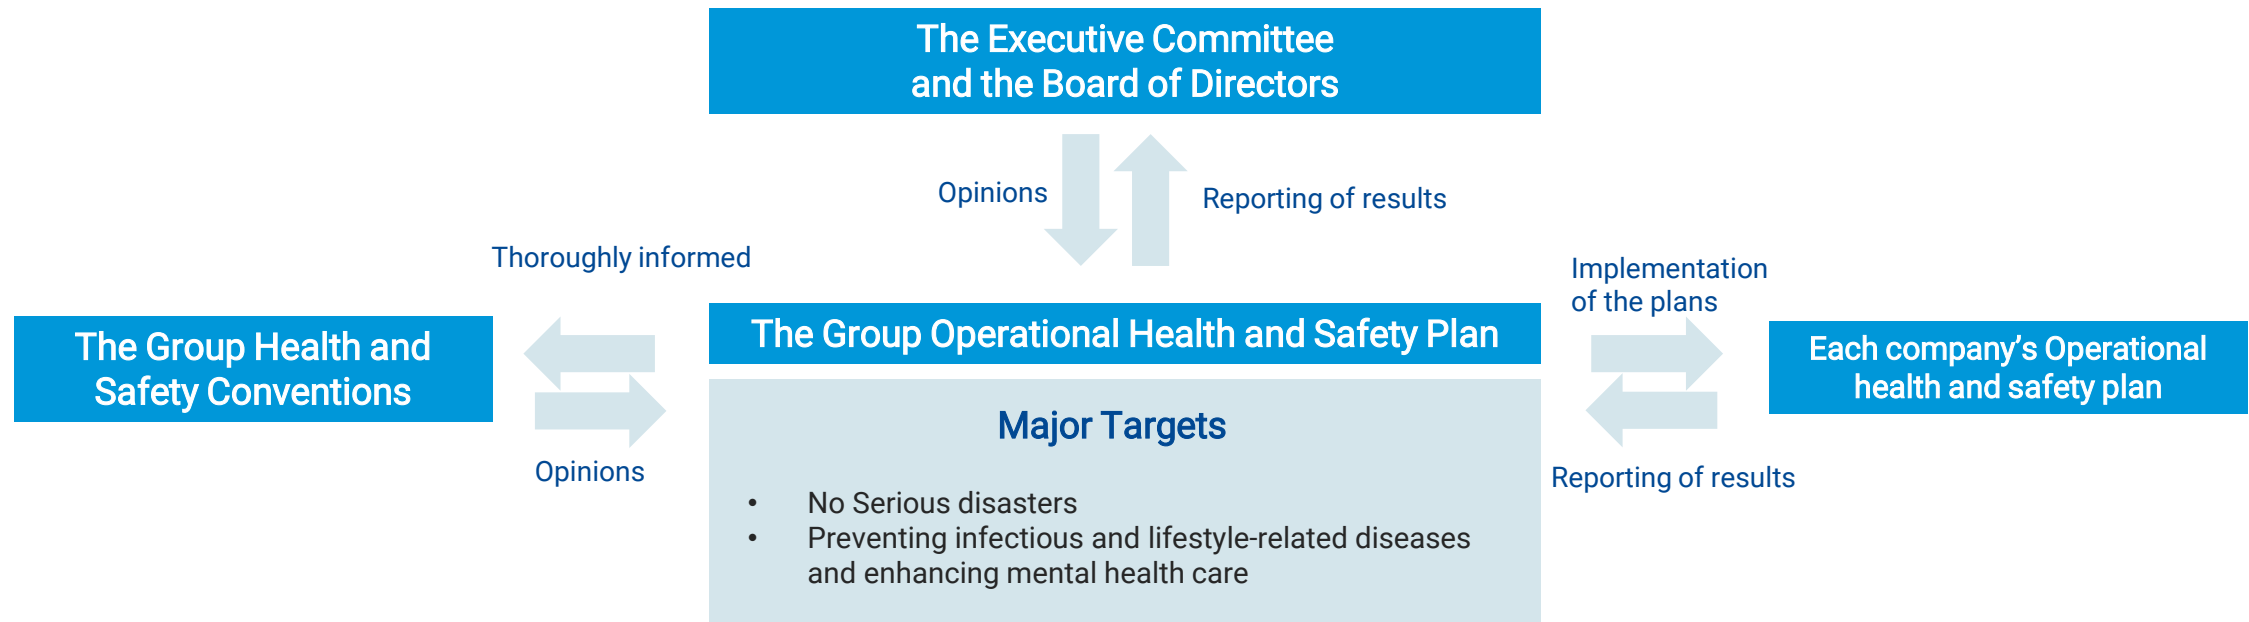 The Executive Committee
and the Board of Directors
Opinions
Reporting of results
Thoroughly informed
Implementation
of the plans
The Group Health and
Safety Conventions
The Group Operational Health and Safety Plan
Each company's Operational
health and safety plan
Major Targets
Opinions
Reporting of results
• No Serious disasters
• Preventing infectious and lifestyle-related diseases
and enhancing mental health care